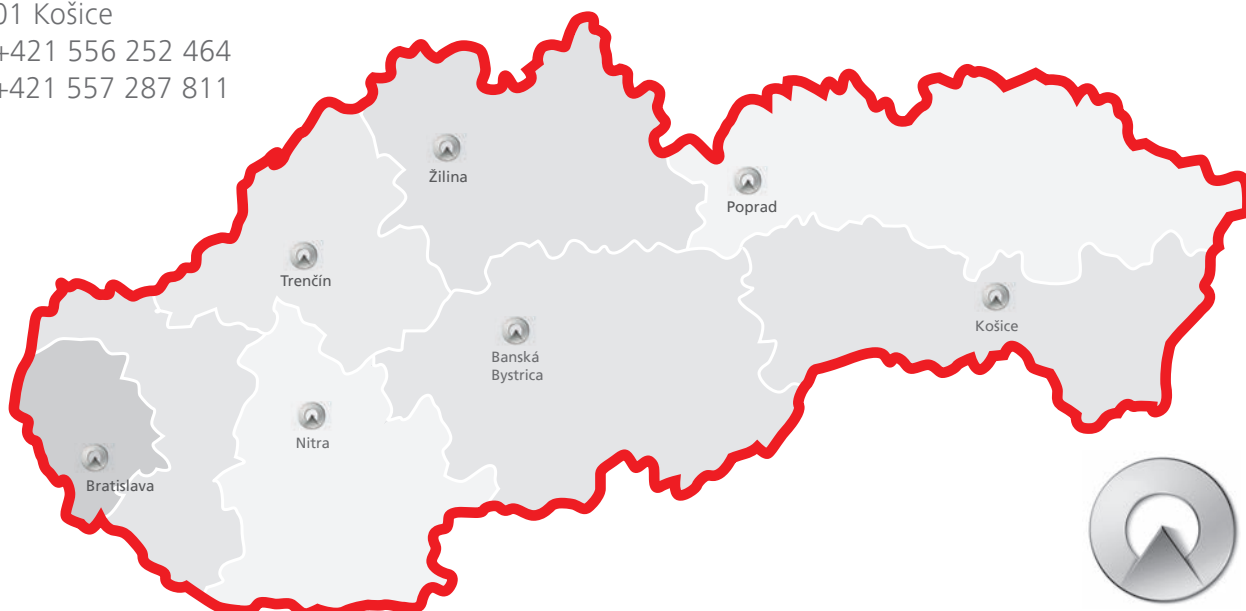 01 Košice
+421 556 252 464
+421 557 287 811
Žilina
Poprad
Trenčín
Košice
Banská
Bystrica
Nitra
Bratislava